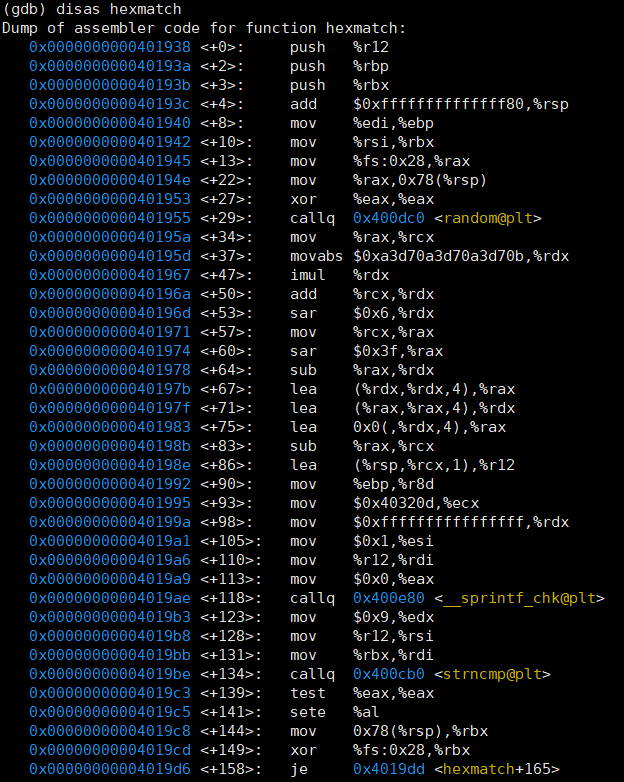 (gdb) disas hexmatch
Dump of assembler code for function hexmatch:
   0x0000000000401938 <+0>:     push   %r12
   0x000000000040193a <+2>:     push   %rbp
   0x000000000040193b <+3>:     push   %rbx
   0x000000000040193c <+4>:     add    $0xffffffffffffff80,%rsp
   0x0000000000401940 <+8>:     mov    %edi,%ebp
   0x0000000000401942 <+10>:    mov    %rsi,%rbx
   0x0000000000401945 <+13>:    mov    %fs:0x28,%rax
   0x000000000040194e <+22>:    mov    %rax,0x78(%rsp)
   0x0000000000401953 <+27>:    xor    %eax,%eax
   0x0000000000401955 <+29>:    callq  0x400dc0 <random@plt>
   0x000000000040195a <+34>:    mov    %rax,%rcx
   0x000000000040195d <+37>:    movabs $0xa3d70a3d70a3d70b,%rdx
   0x0000000000401967 <+47>:    imul   %rdx
   0x000000000040196a <+50>:    add    %rcx,%rdx
   0x000000000040196d <+53>:    sar    $0x6,%rdx
   0x0000000000401971 <+57>:    mov    %rcx,%rax
   0x0000000000401974 <+60>:    sar    $0x3f,%rax
   0x0000000000401978 <+64>:    sub    %rax,%rdx
   0x000000000040197b <+67>:    lea    (%rdx,%rdx,4),%rax
   0x000000000040197f <+71>:    lea    (%rax,%rax,4),%rdx
   0x0000000000401983 <+75>:    lea    0x0(,%rdx,4),%rax
   0x000000000040198b <+83>:    sub    %rax,%rcx
   0x000000000040198e <+86>:    lea    (%rsp,%rcx,1),%r12
   0x0000000000401992 <+90>:    mov    %ebp,%r8d
   0x0000000000401995 <+93>:    mov    $0x40320d,%ecx
   0x000000000040199a <+98>:    mov    $0xffffffffffffffff,%rdx
   0x00000000004019a1 <+105>:   mov    $0x1,%esi
   0x00000000004019a6 <+110>:   mov    %r12,%rdi
   0x00000000004019a9 <+113>:   mov    $0x0,%eax
   0x00000000004019ae <+118>:   callq  0x400e80 <__sprintf_chk@plt>
   0x00000000004019b3 <+123>:   mov    $0x9,%edx
   0x00000000004019b8 <+128>:   mov    %r12,%rsi
   0x00000000004019bb <+131>:   mov    %rbx,%rdi
   0x00000000004019be <+134>:   callq  0x400cb0 <strncmp@plt>
   0x00000000004019c3 <+139>:   test   %eax,%eax
   0x00000000004019c5 <+141>:   sete   %al
   0x00000000004019c8 <+144>:   mov    0x78(%rsp),%rbx
   0x00000000004019cd <+149>:   xor    %fs:0x28,%rbx
   0x00000000004019d6 <+158>:   je     0x4019dd <hexmatch+165>